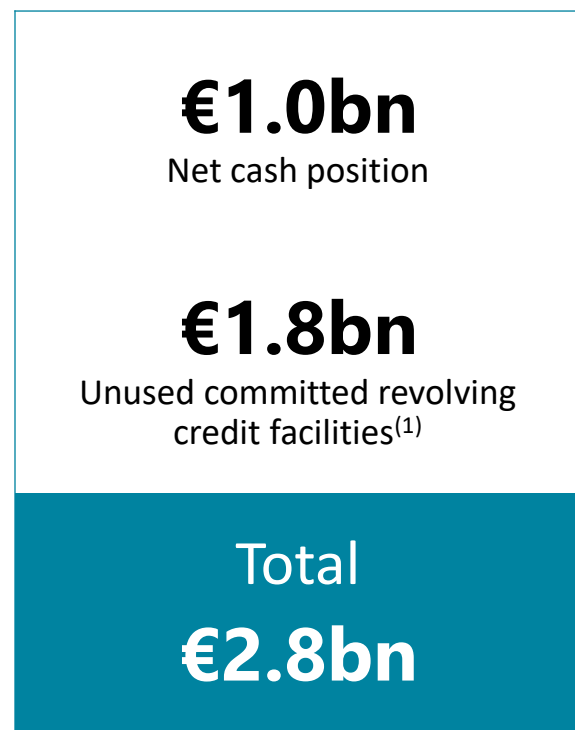 €1.0bn
Net cash position
€1.8bn
Unused committed revolving
credit facilities(1)
Total
€2.8bn